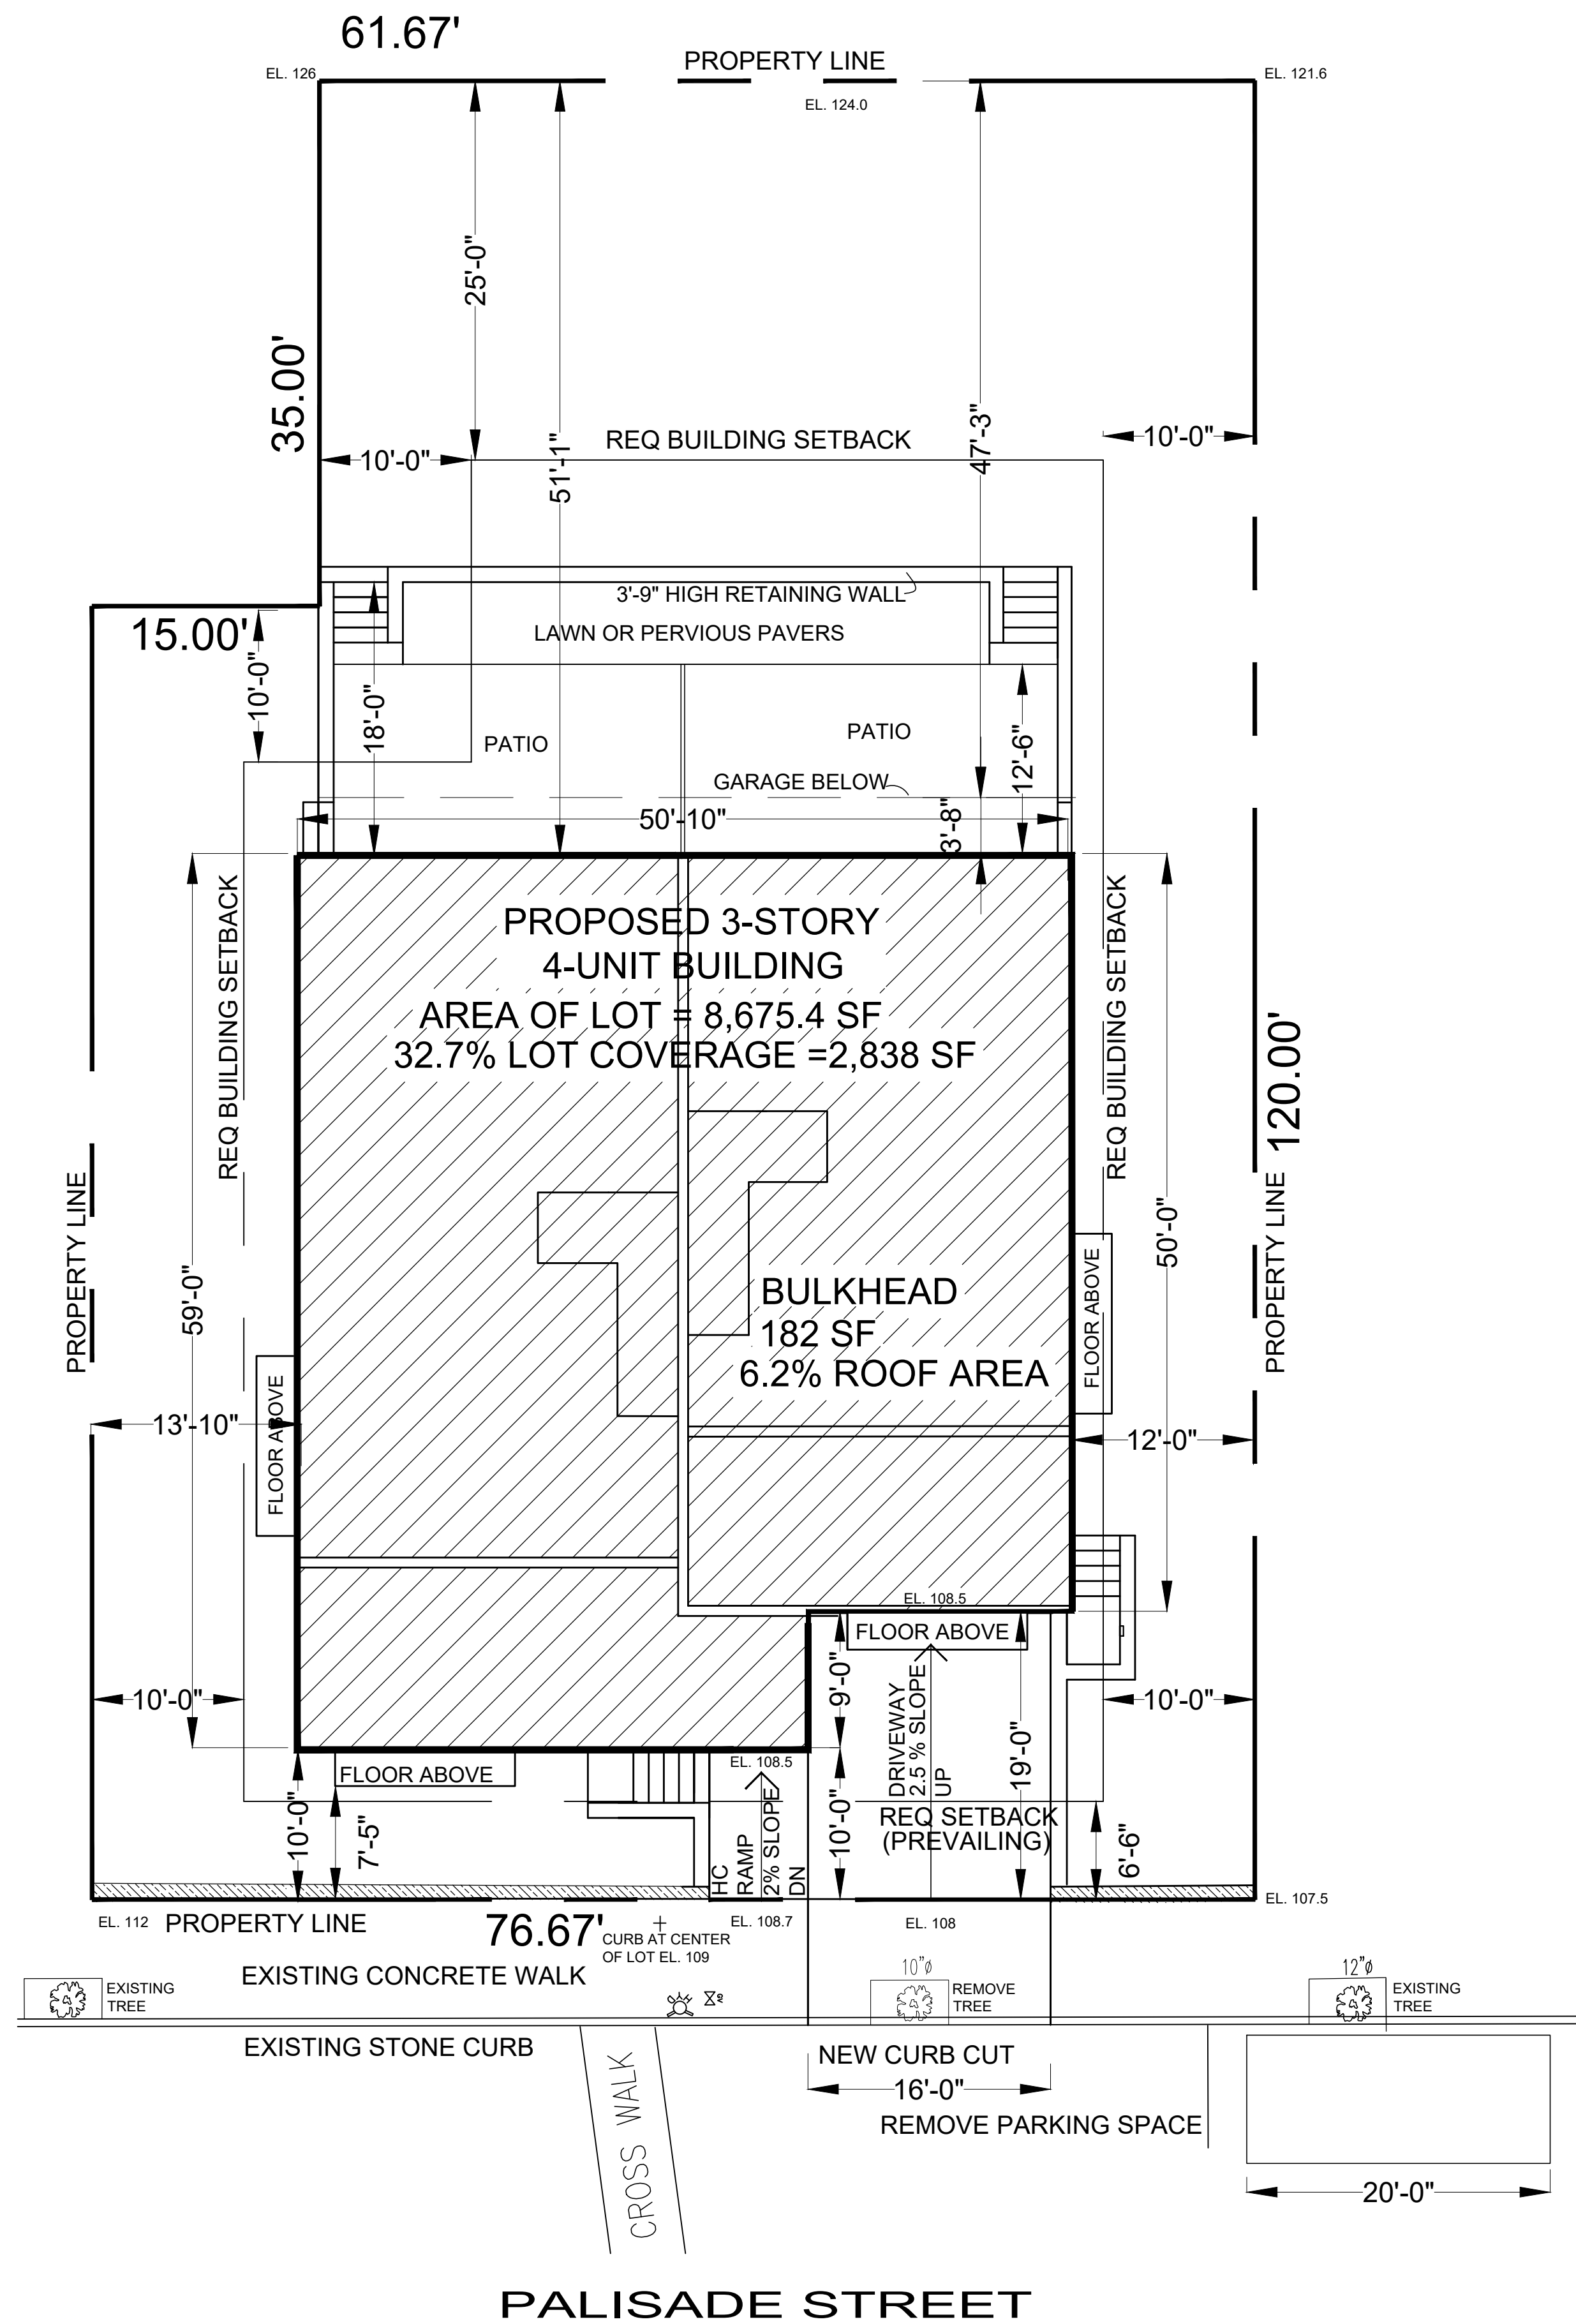 61.67'
PROPERTY LINE
EL. 126
EL. 121.6
EL. 124.0
25'-0"
35.00'
51'-1"
47'-3"
REQ BUILDING SETBACK
10'-0"
10'-0"
3'-9" HIGH RETAINING WALL
LAWN OR PERVIOUS PAVERS
15.00'
10'-0"
18'-0"
PATIO
PATIO
12'-6"
GARAGE BELOW
50'-10"
3'-8"
PROPOSED 3-STORY
4-UNIT BUILDING
AREA OF LOT = 8,675.4 SF
32.7% LOT COVERAGE =2,838 SF
REQ BUILDING SETBACK
REQ BUILDING SETBACK
120.00'
PROPERTY LINE
PROPERTY LINE
59'-0"
50'-0"
BULKHEAD
182 SF
6.2% ROOF AREA
FLOOR ABOVE
FLOOR ABOVE
13'-10"
12'-0"
EL. 108.5
FLOOR ABOVE
10'-0"
9'-0"
DRIVEWAY
2.5 % SLOPE
UP
19'-0"
10'-0"
FLOOR ABOVE
EL. 108.5
10'-0"
7'-5"
HC
RAMP
2% SLOPE
DN
10'-0"
REQ SETBACK
(PREVAILING)
6'-6"
EL. 112
PROPERTY LINE
76.67'
CURB AT CENTER
OF LOT EL. 109
EL. 108.7
EL. 108
EL. 107.5
EXISTING CONCRETE WALK
EXISTING
TREE
10"ø
REMOVE
TREE
12"ø
EXISTING
TREE
EXISTING STONE CURB
NEW CURB CUT
16'-0"
REMOVE PARKING SPACE
CROSS WALK
20'-0"
PALISADE STREET